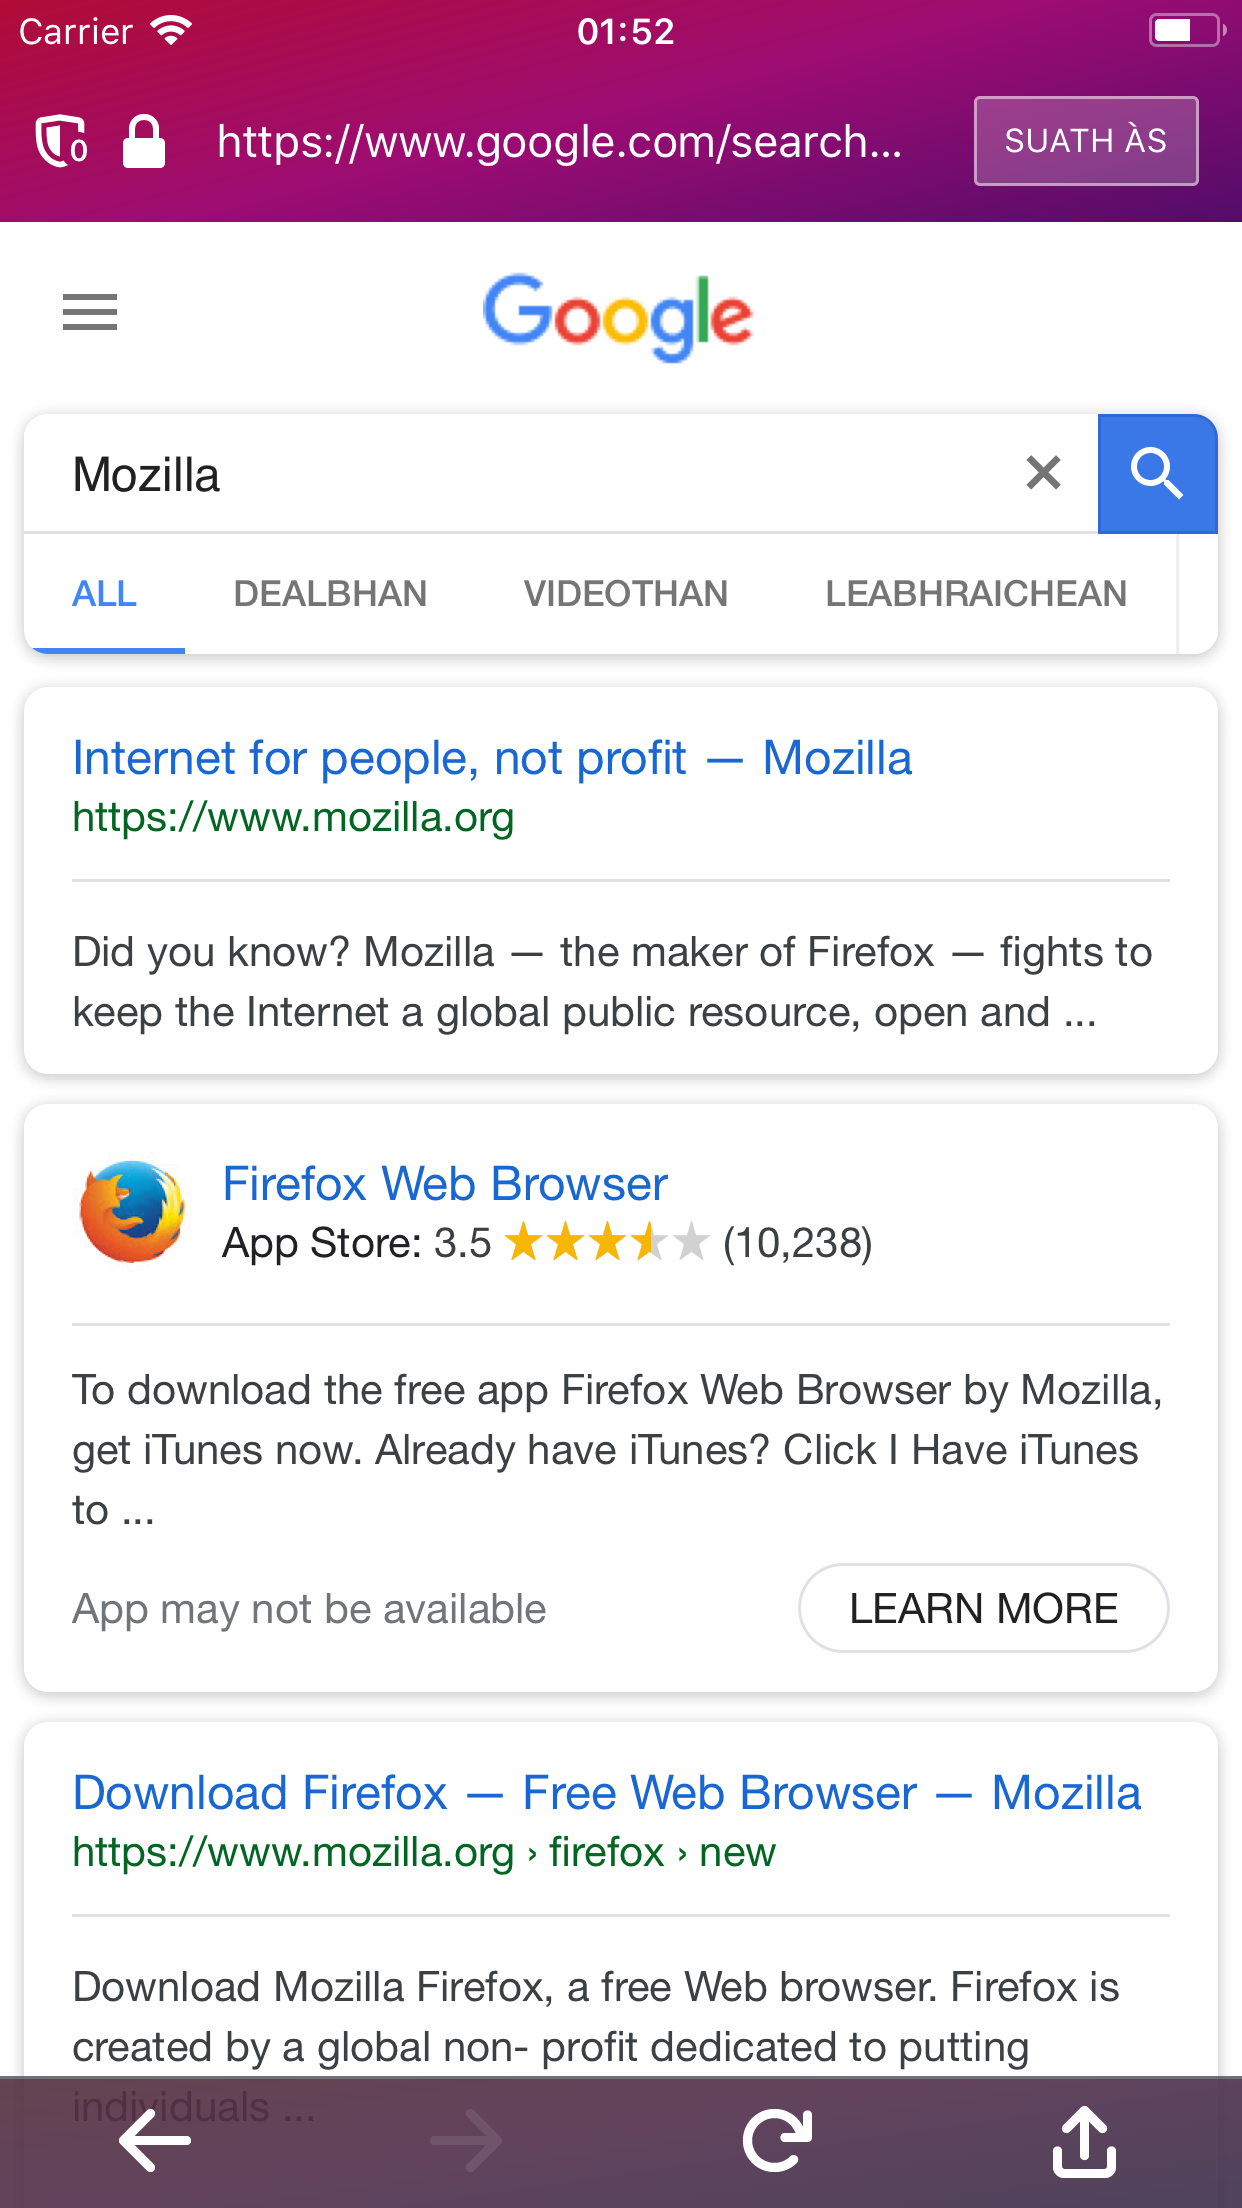 Carrier 01:52
0 https://www.google.com/search... SUATH ÀS
Google
Mozilla
ALL DEALBHAN VIDEOTHAN LEABHRAICHEAN
Internet for people, not profit — Mozilla
https://www.mozilla.org
Did you know? Mozilla — the maker of Firefox — fights to
keep the Internet a global public resource, open and ...
Firefox Web Browser
App Store: 3.5 ★★★★★ (10,238)
To download the free app Firefox Web Browser by Mozilla,
get iTunes now. Already have iTunes? Click I Have iTunes
to ...
App may not be available LEARN MORE
Download Firefox — Free Web Browser — Mozilla
https://www.mozilla.org › firefox › new
Download Mozilla Firefox, a free Web browser. Firefox is
created by a global non- profit dedicated to putting
individuals ...